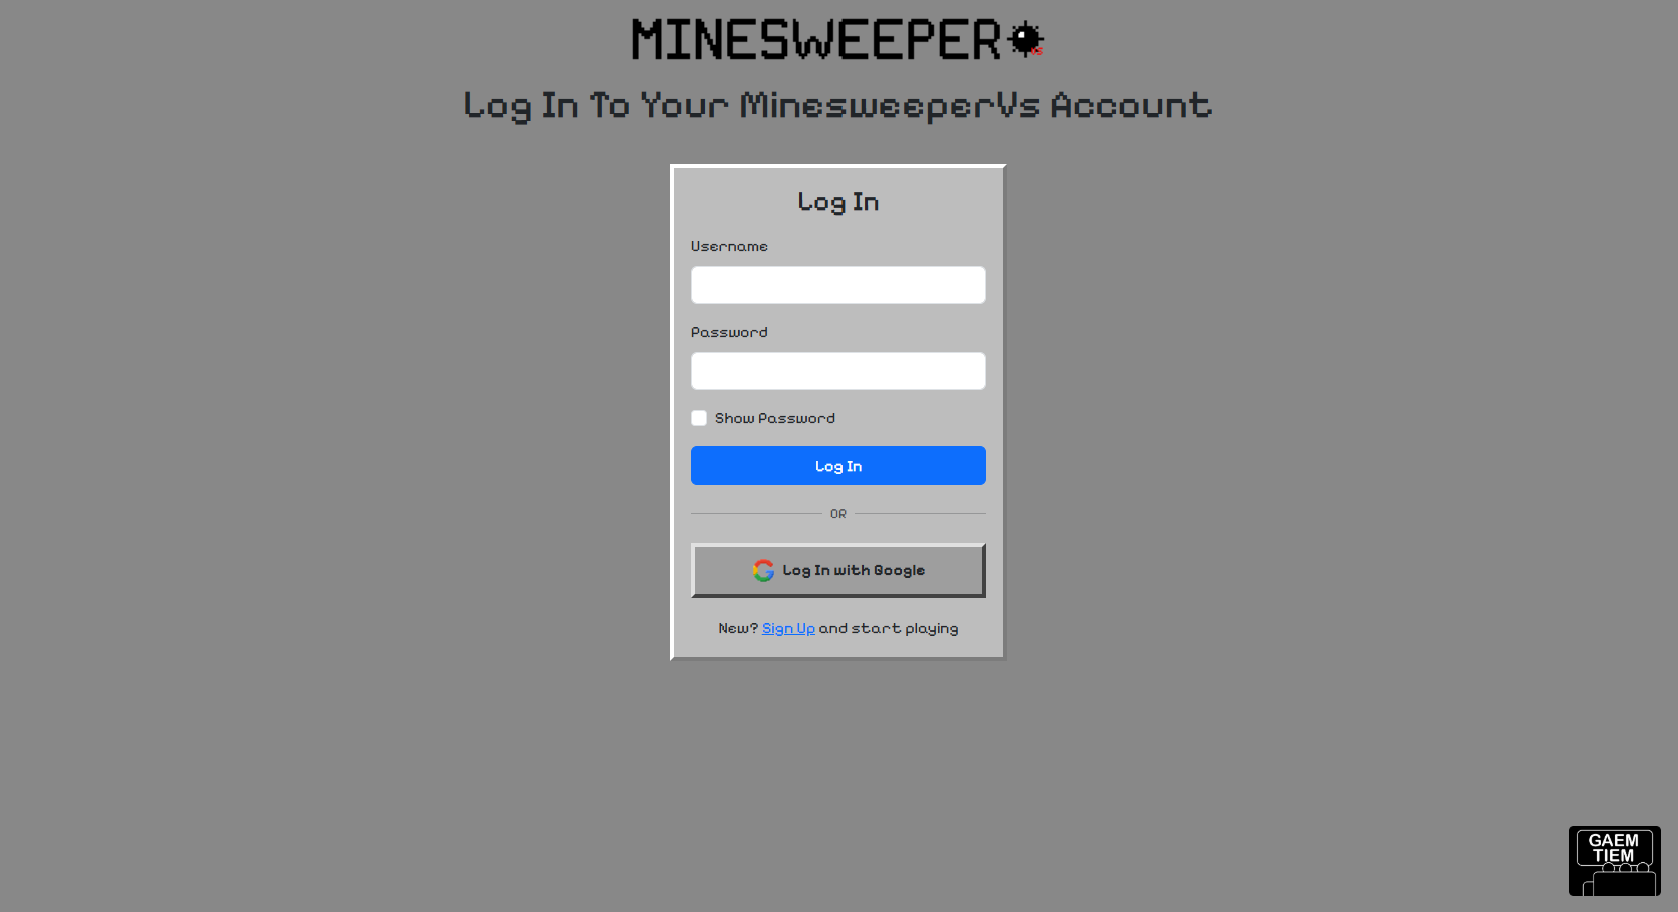 MINESWEEPER
VS
Log In To Your MinesweeperVs Account
Log In
Username
Password
Show Password
Log In
OR
Log In with Google
New? Sign Up and start playing
GAEM
TIEM